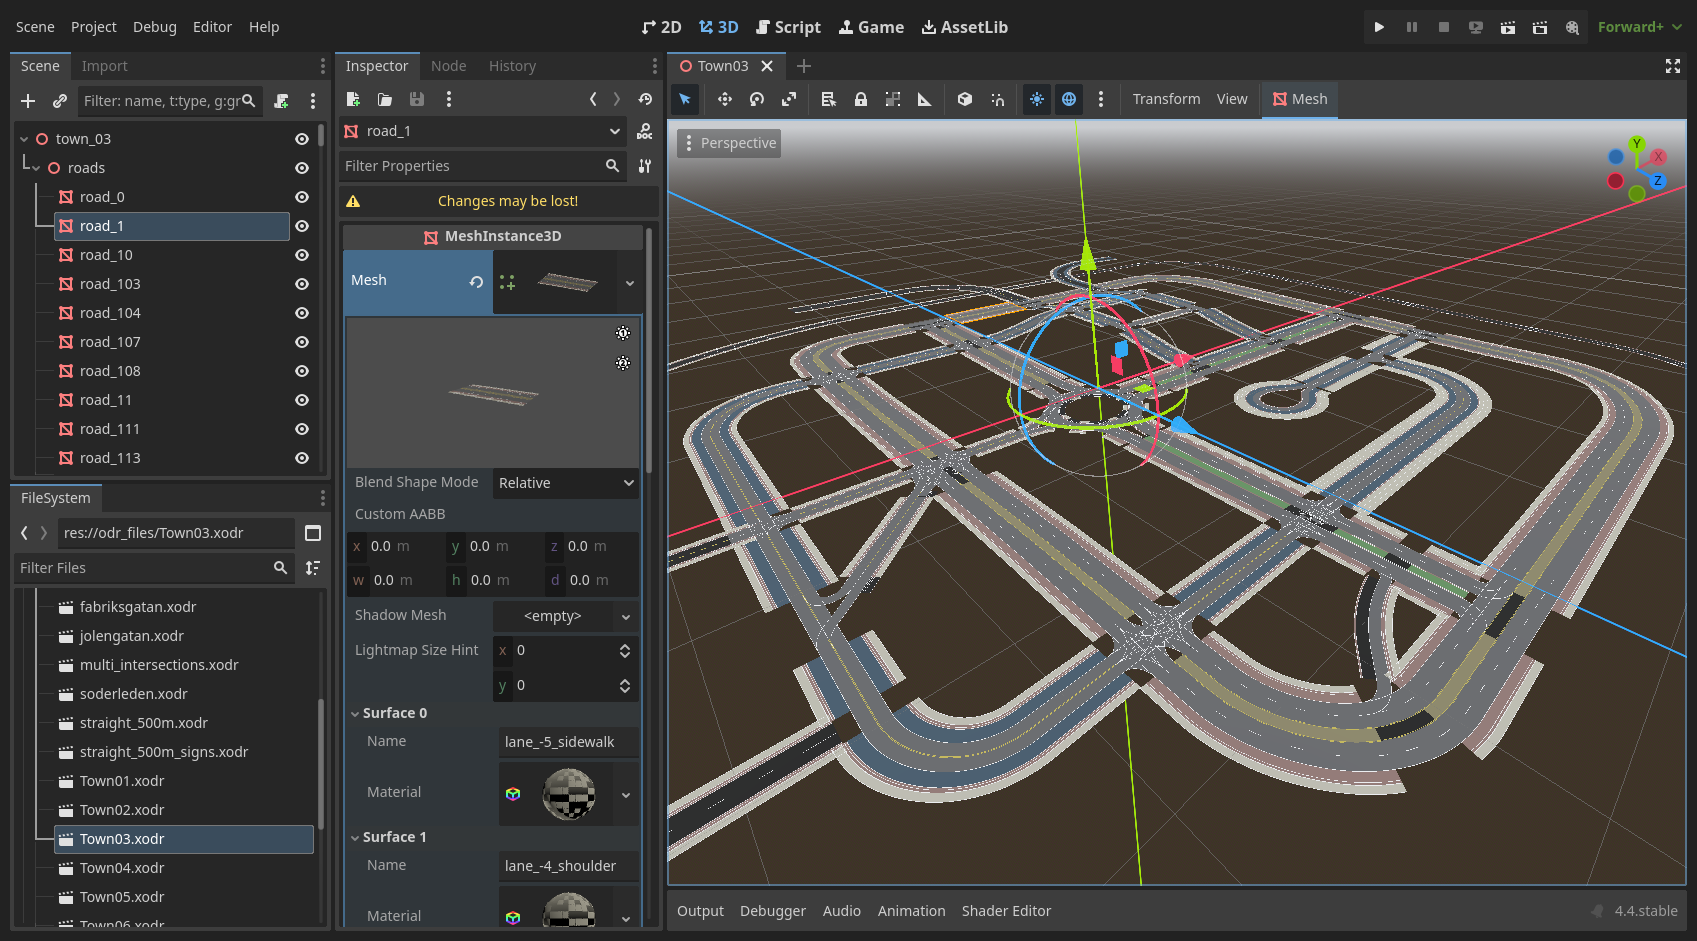 Scene Project Debug Editor Help
2D 3D Script Game AssetLib
Forward+
Scene Import
Filter: name, t:type, g:gr
town_03
roads
road_0
road_1
road_10
road_103
road_104
road_107
road_108
road_11
road_111
road_113
FileSystem
res://odr_files/Town03.xodr
Filter Files
fabriksgatan.xodr
jolengatan.xodr
multi_intersections.xodr
soderleden.xodr
straight_500m.xodr
straight_500m_signs.xodr
Town01.xodr
Town02.xodr
Town03.xodr
Town04.xodr
Town05.xodr
Town06.xodr
Inspector Node History
road_1
Filter Properties
Changes may be lost!
MeshInstance3D
Mesh
1
2
Blend Shape Mode Relative
Custom AABB
x 0.0 m y 0.0 m z 0.0 m
w 0.0 m h 0.0 m d 0.0 m
Shadow Mesh <empty>
Lightmap Size Hint x 0
y 0
Surface 0
Name lane_-5_sidewalk
Material
Surface 1
Name lane_-4_shoulder
Material
Town03
Transform View Mesh
Perspective
Y
X
Z
Output Debugger Audio Animation Shader Editor
4.4.stable